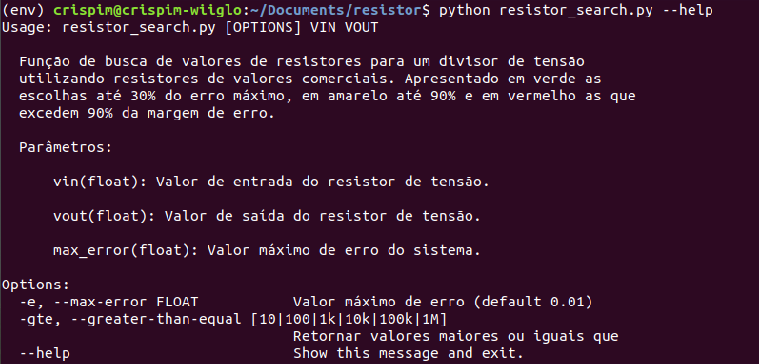 (env) crispim@crispim-wiiglo:~/Documents/resistor$ python resistor_search.py --help
Usage: resistor_search.py [OPTIONS] VIN VOUT
Função de busca de valores de resistores para um divisor de tensão
utilizando resistores de valores comerciais. Apresentado em verde as
escolhas até 30% do erro máximo, em amarelo até 90% e em vermelho as que
excedem 90% da margem de erro.
Parâmetros:
vin(float): Valor de entrada do resistor de tensão.
vout(float): Valor de saída do resistor de tensão.
max_error(float): Valor máximo de erro do sistema.
Options:
-e, --max-error FLOAT Valor máximo de erro (default 0.01)
-gte, --greater-than-equal [10|100|1k|10k|100k|1M]
Retornar valores maiores ou iguais que
--help Show this message and exit.